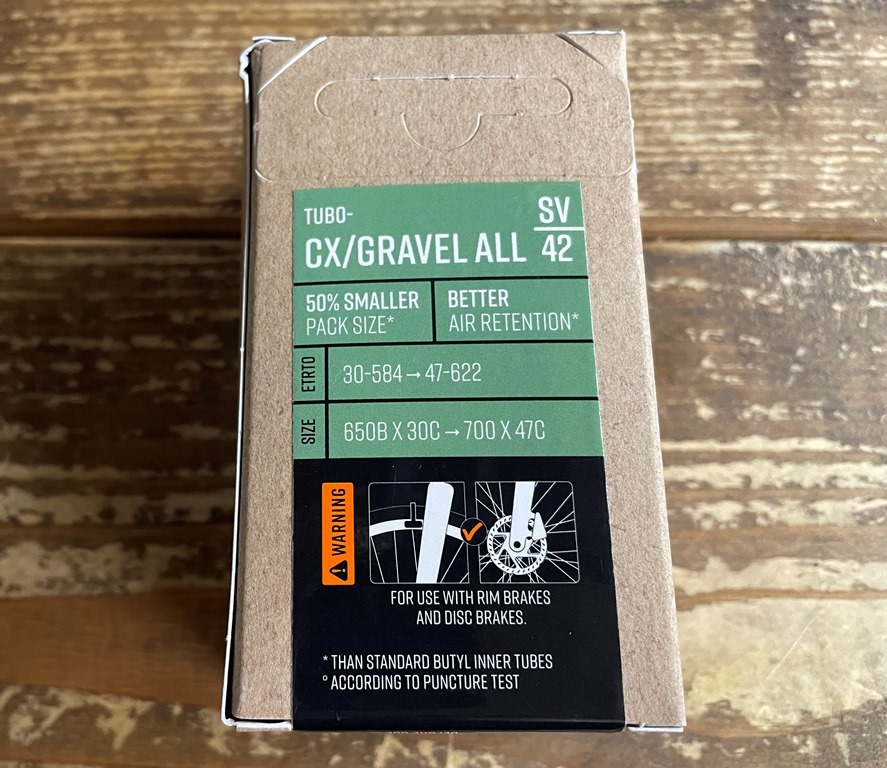 TUBO-
CX/GRAVEL ALL
SV
42
50% SMALLER
PACK SIZE*
BETTER
AIR RETENTION*
ETRTO
30-584→47-622
SIZE
650B X 30C→700 X 47C
WARNING
FOR USE WITH RIM BRAKES
AND DISC BRAKES.
* THAN STANDARD BUTYL INNER TUBES
° ACCORDING TO PUNCTURE TEST